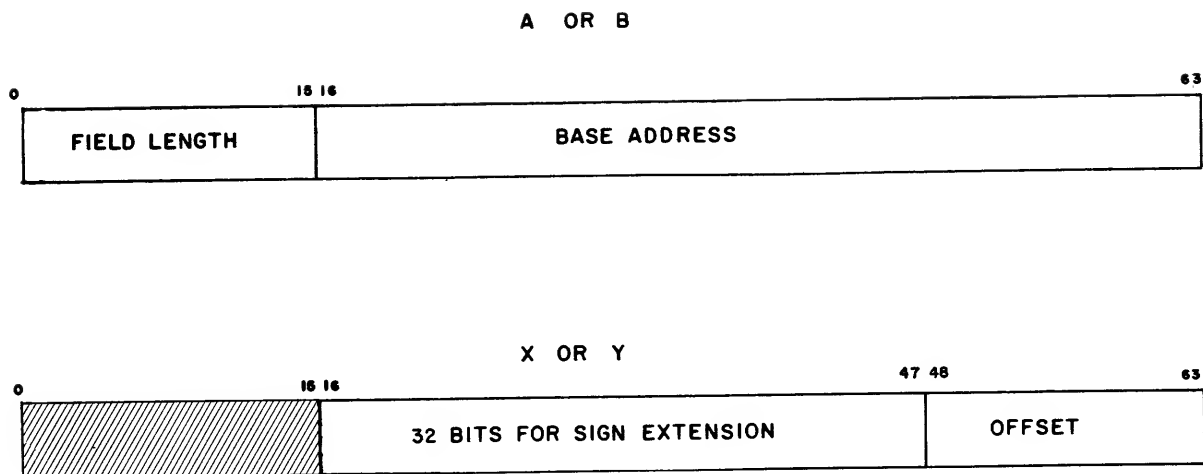 A OR B
0 15 16 63
FIELD LENGTH BASE ADDRESS
X OR Y
0 15 16 47 48 63
32 BITS FOR SIGN EXTENSION OFFSET